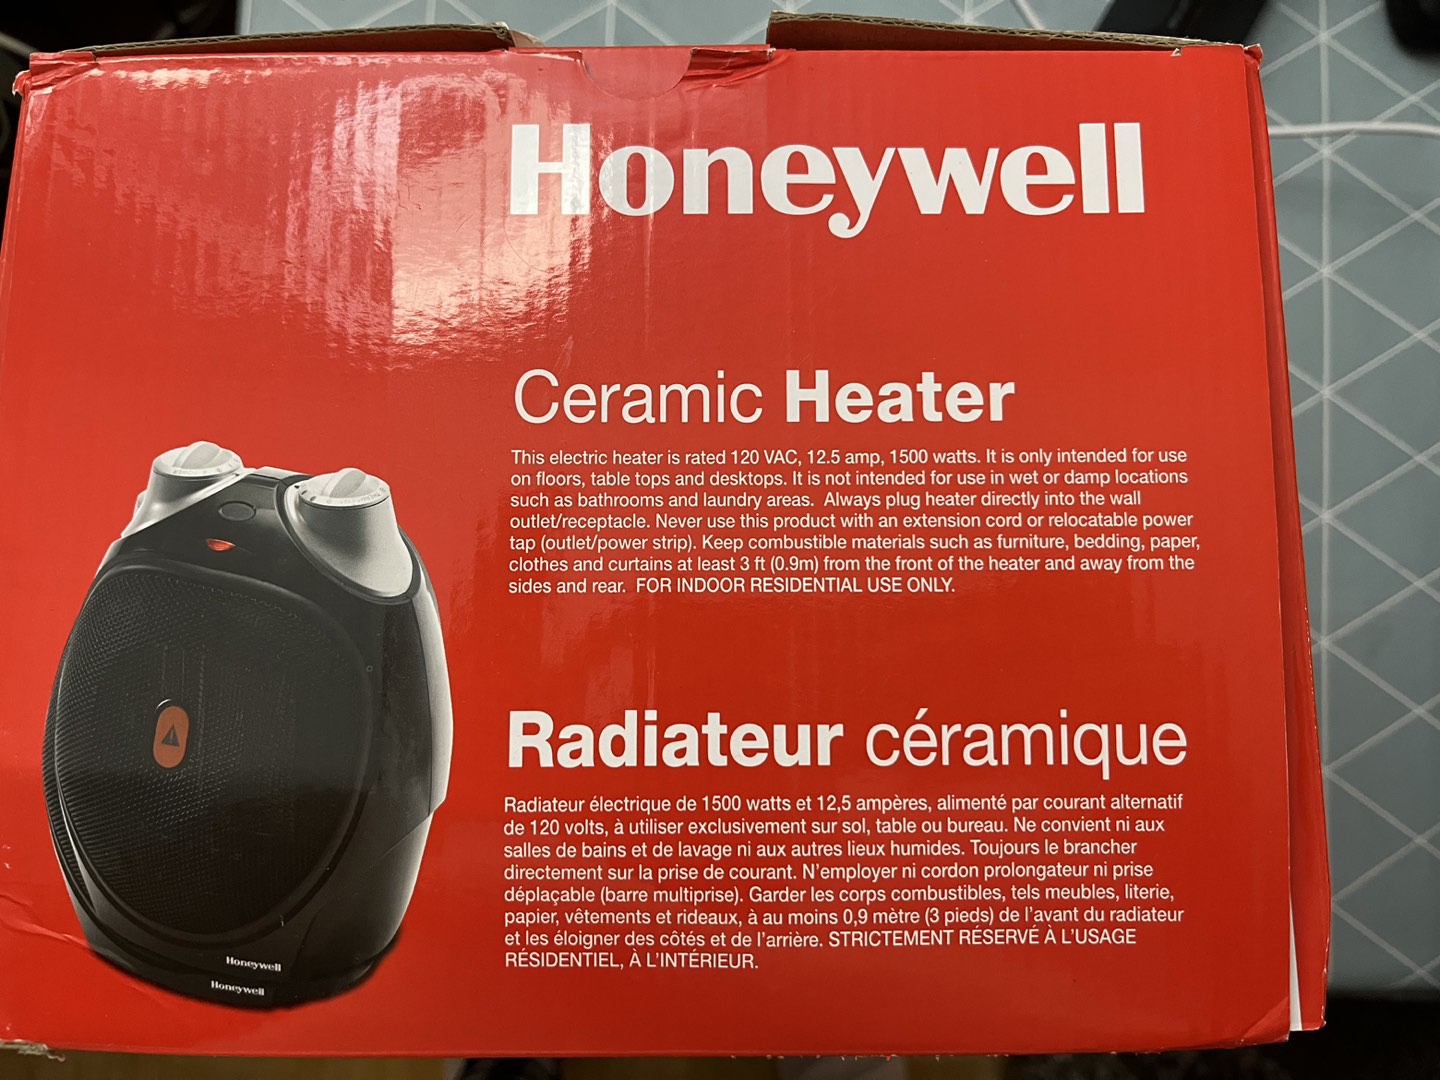 Honeywell
Ceramic Heater
This electric heater is rated 120 VAC, 12.5 amp, 1500 watts. It is only intended for use
on floors, table tops and desktops. It is not intended for use in wet or damp locations
such as bathrooms and laundry areas. Always plug heater directly into the wall
outlet/receptacle. Never use this product with an extension cord or relocatable power
tap (outlet/power strip). Keep combustible materials such as furniture, bedding, paper,
clothes and curtains at least 3 ft (0.9m) from the front of the heater and away from the
sides and rear. FOR INDOOR RESIDENTIAL USE ONLY.
Radiateur céramique
Radiateur électrique de 1500 watts et 12,5 ampères, alimenté par courant alternatif
de 120 volts, à utiliser exclusivement sur sol, table ou bureau. Ne convient ni aux
salles de bains et de lavage ni aux autres lieux humides. Toujours le brancher
directement sur la prise de courant. N'employer ni cordon prolongateur ni prise
déplaçable (barre multiprise). Garder les corps combustibles, tels meubles, literie,
papier, vêtements et rideaux, à au moins 0,9 mètre (3 pieds) de l'avant du radiateur
et les éloigner des côtés et de l'arrière. STRICTEMENT RÉSERVÉ À L'USAGE
RÉSIDENTIEL, À L'INTÉRIEUR.
Honeywell
Honeywell